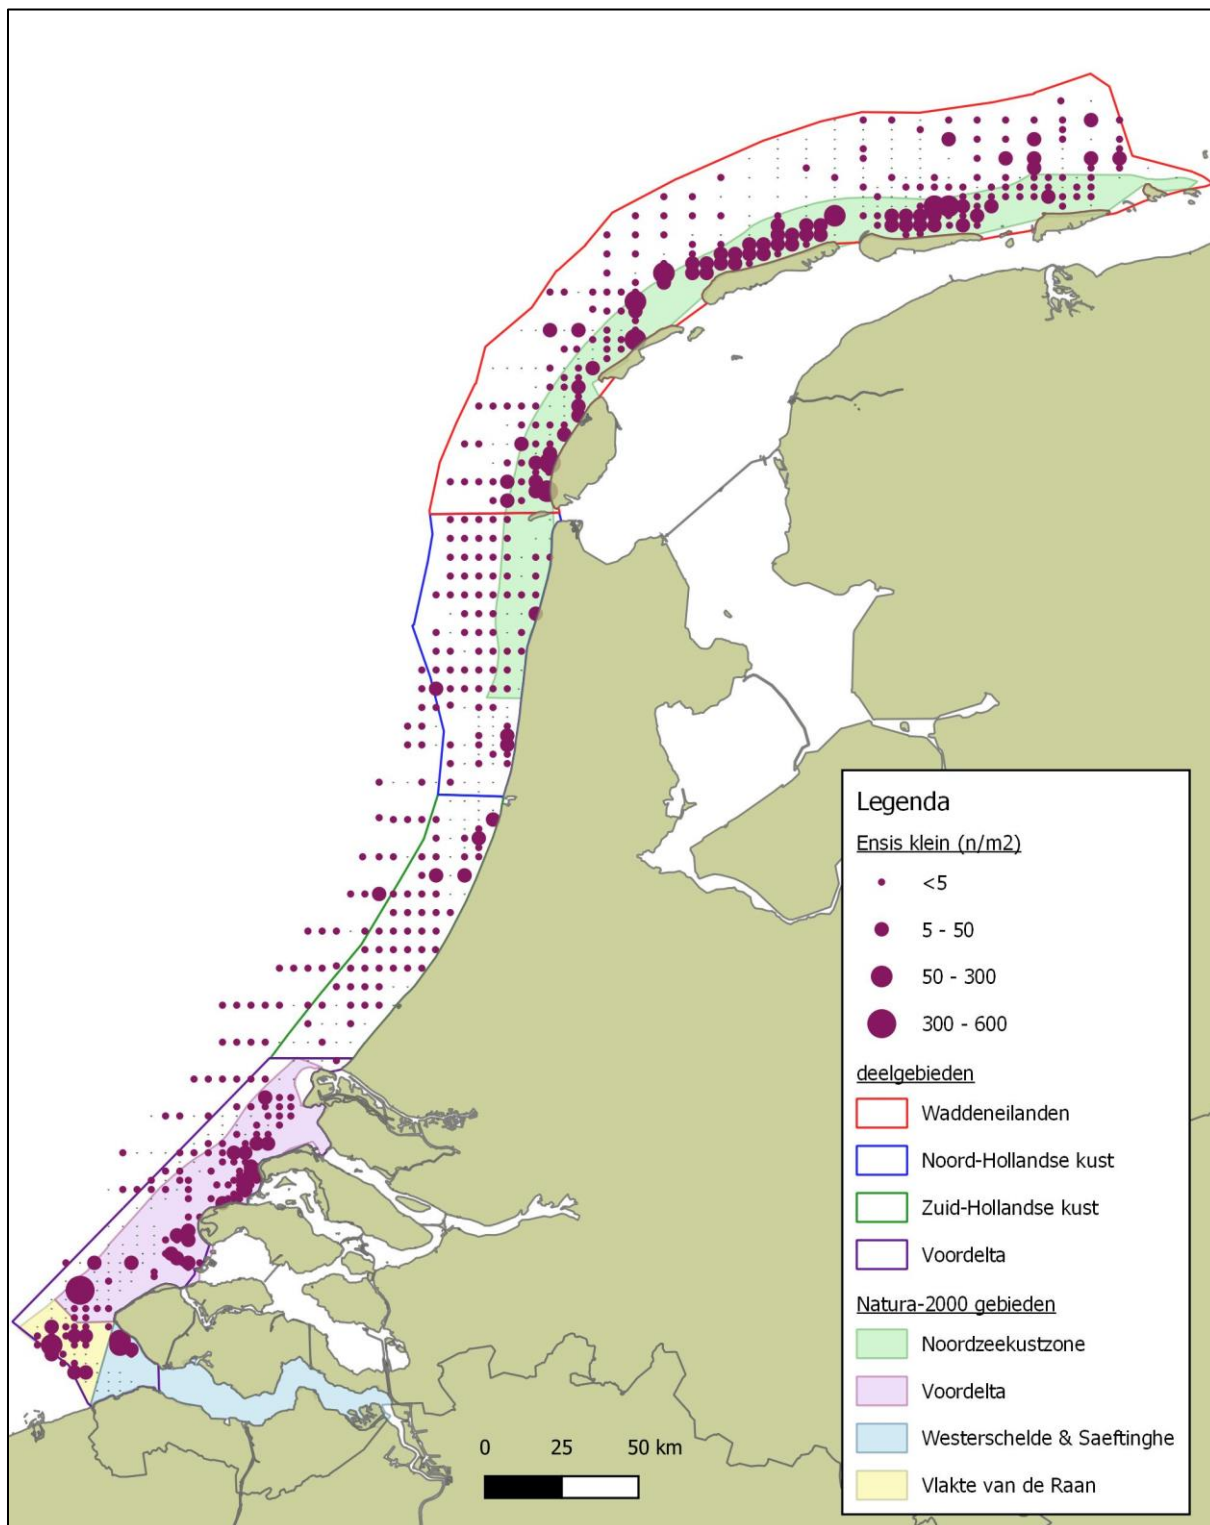 Legenda
Ensis klein (n/m2)
<5
5 - 50
50 - 300
300 - 600
deelgebieden
Waddeneilanden
Noord-Hollandse kust
Zuid-Hollandse kust
Voordelta
Natura-2000 gebieden
Noordzeekustzone
Voordelta
Westerschelde & Saeftinghe
Vlakte van de Raan
0 25 50 km